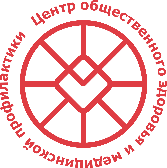 Центр общественного здоровья и медицинской профилактики